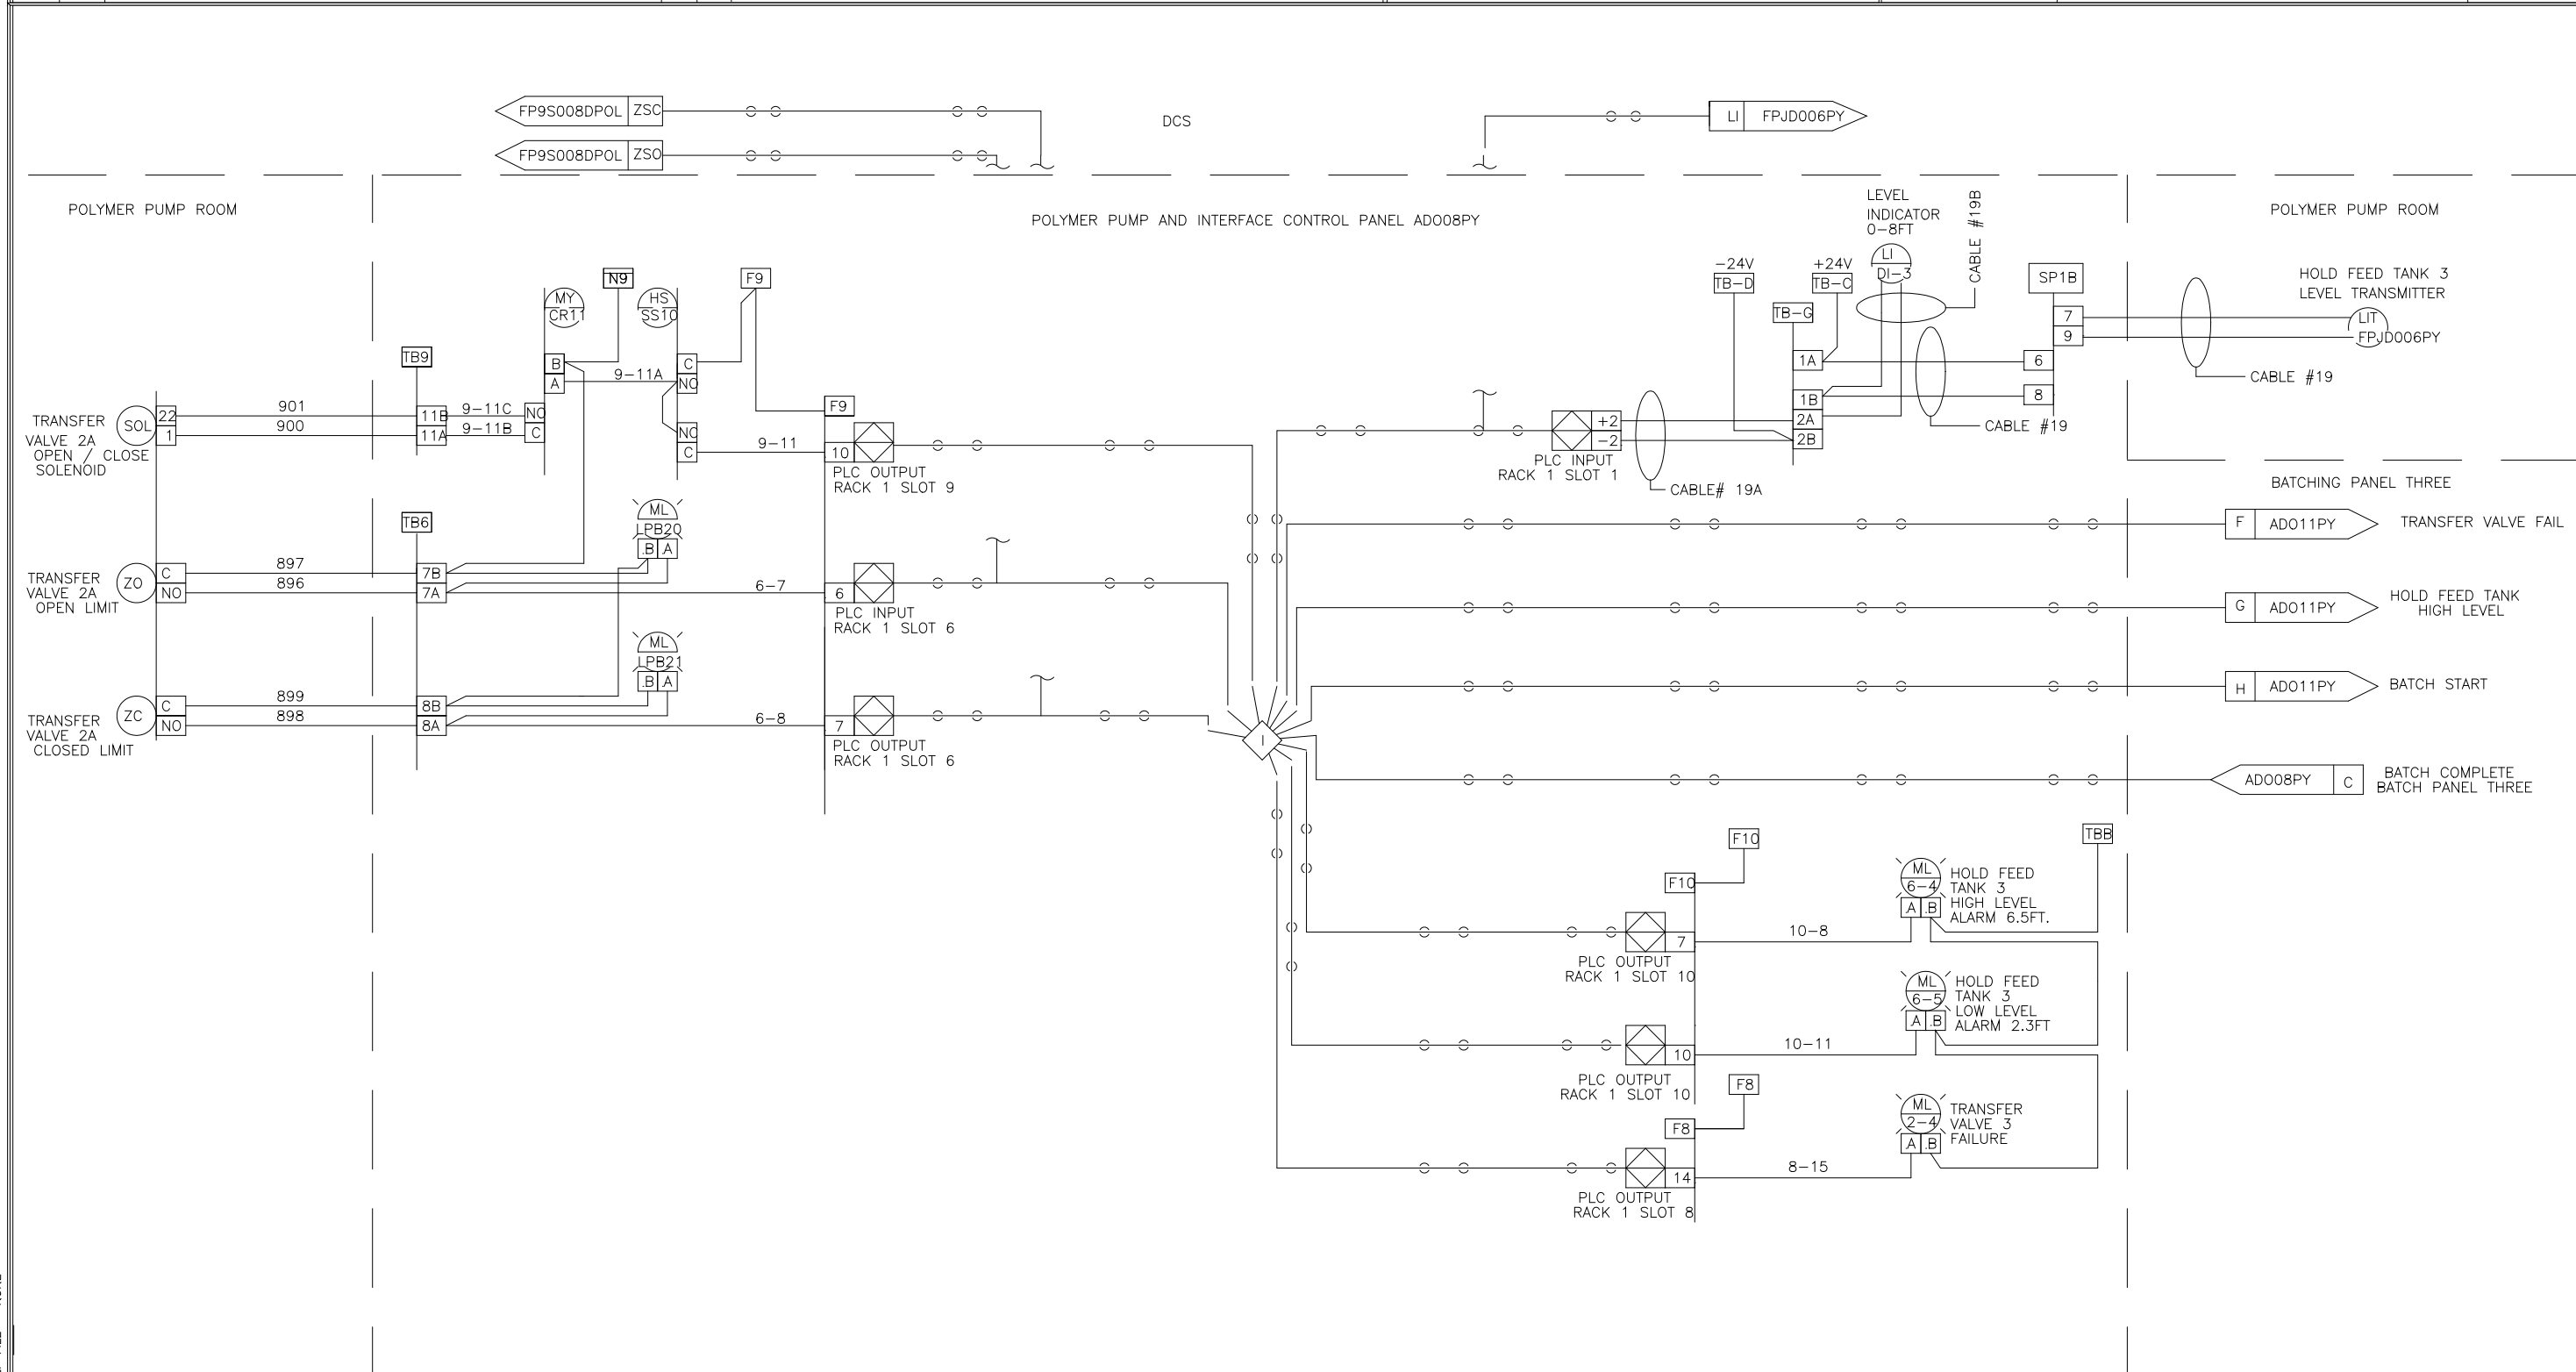 FP9S008DPOL ZSC
FP9S008DPOL ZSO
DCS
LI FPJD006PY
POLYMER PUMP ROOM
POLYMER PUMP AND INTERFACE CONTROL PANEL AD008PY
POLYMER PUMP ROOM
TRANSFER
VALVE 2A
OPEN / CLOSE
SOLENOID
SOL
22
1
901
900
TB9
11B
11A
9-11C
9-11B
NO
C
MY
CR11
B
A
N9
9-11A
HS
SS10
C
NO
NO
C
F9
F9
9-11
10
PLC OUTPUT
RACK 1 SLOT 9
TRANSFER
VALVE 2A
OPEN LIMIT
ZO
C
NO
897
896
TB6
7B
7A
ML
LPB20
.B A
6-7
6
PLC INPUT
RACK 1 SLOT 6
TRANSFER
VALVE 2A
CLOSED LIMIT
ZC
C
NO
899
898
8B
8A
ML
LPB21
.B A
6-8
7
PLC OUTPUT
RACK 1 SLOT 6
I
PLC INPUT
RACK 1 SLOT 1
+2
-2
CABLE# 19A
-24V
TB-D
TB-G
+24V
TB-C
1A
1B
2A
2B
LEVEL
INDICATOR
0-8FT
LI
DI-3
CABLE #19B
CABLE #19
SP1B
7
9
6
8
CABLE #19
HOLD FEED TANK 3
LEVEL TRANSMITTER
LIT
FPJD006PY
BATCHING PANEL THREE
F AD011PY TRANSFER VALVE FAIL
G AD011PY HOLD FEED TANK
HIGH LEVEL
H AD011PY BATCH START
AD008PY C BATCH COMPLETE
BATCH PANEL THREE
F10
F10
7
PLC OUTPUT
RACK 1 SLOT 10
10-8
ML
6-4
A .B
HOLD FEED
TANK 3
HIGH LEVEL
ALARM 6.5FT.
TBB
10
PLC OUTPUT
RACK 1 SLOT 10
10-11
ML
6-5
A .B
HOLD FEED
TANK 3
LOW LEVEL
ALARM 2.3FT
F8
F8
14
PLC OUTPUT
RACK 1 SLOT 8
8-15
ML
2-4
A .B
TRANSFER
VALVE 3
FAILURE